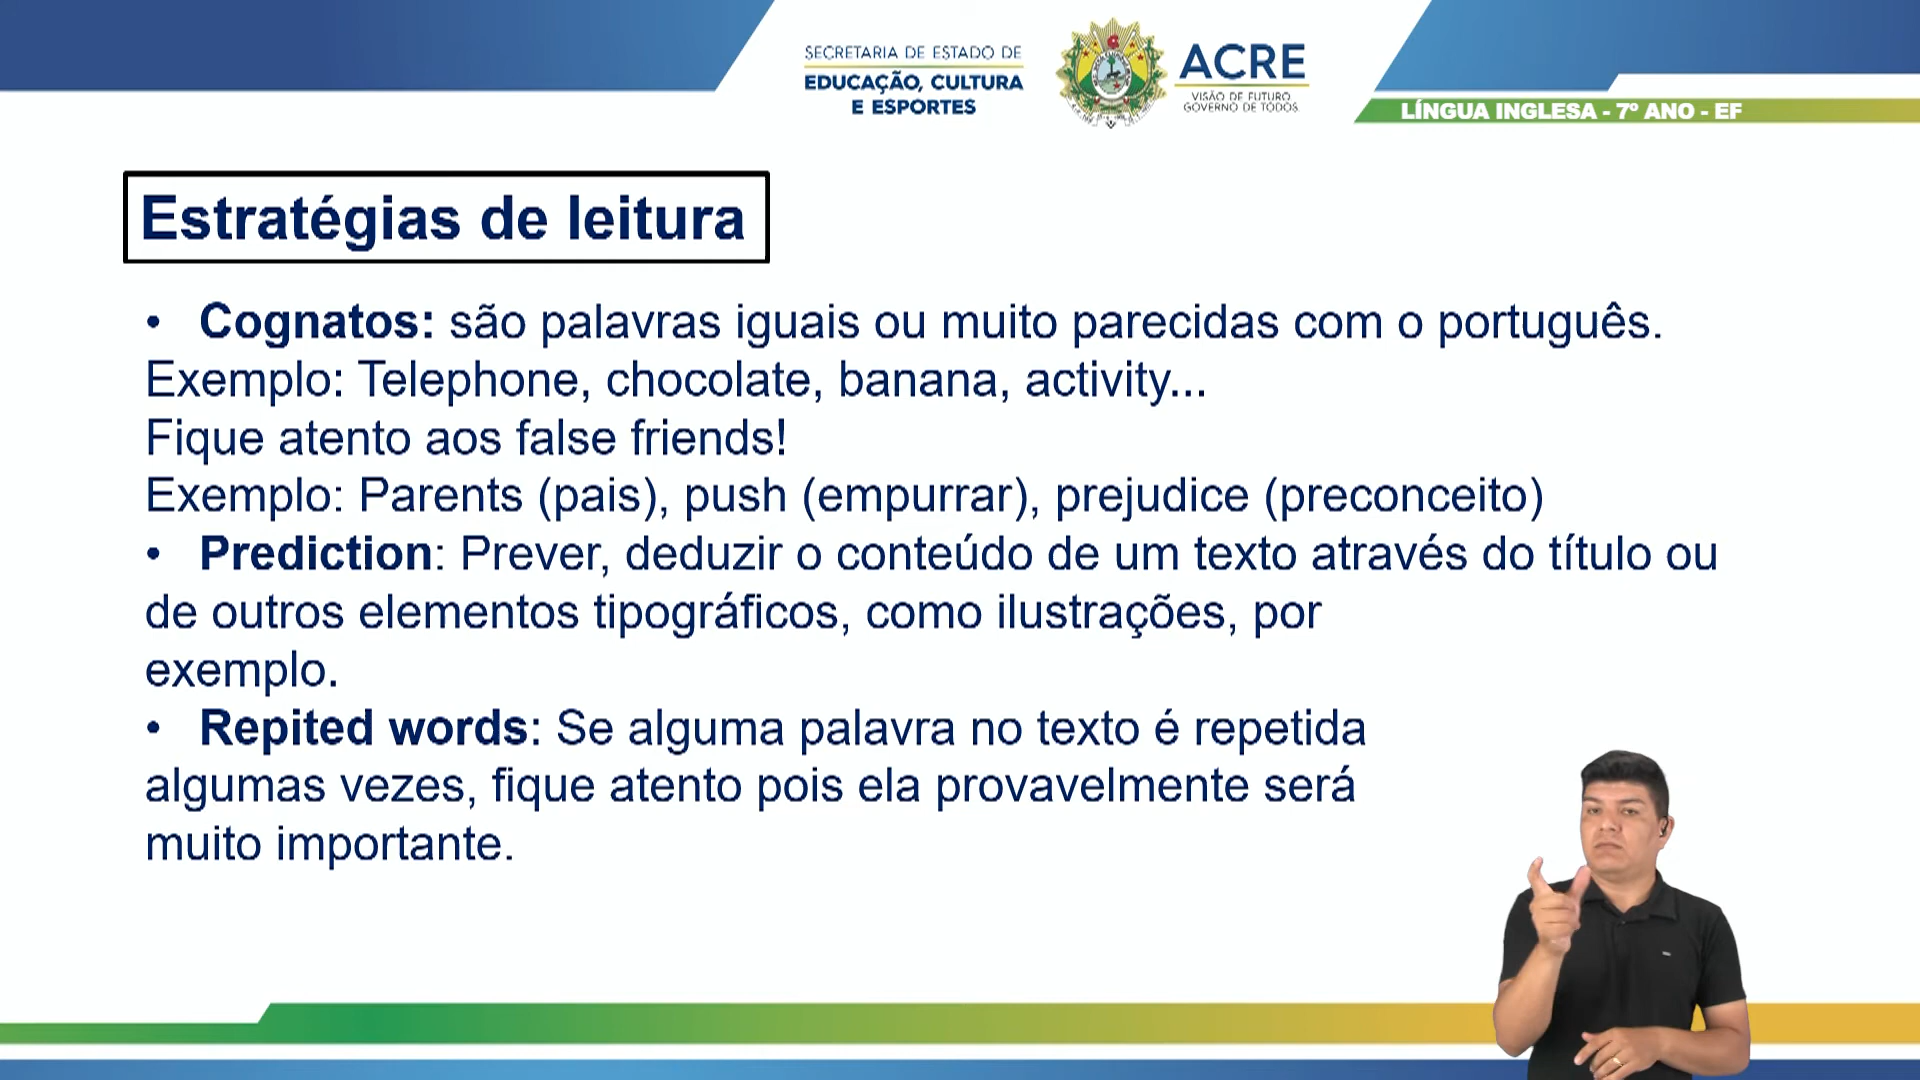 SECRETARIA DE ESTADO DE
EDUCAÇÃO, CULTURA
E ESPORTES
ACRE
VISÃO DE FUTURO
GOVERNO DE TODOS
LÍNGUA INGLESA - 7º ANO - EF
Estratégias de leitura
• Cognatos: são palavras iguais ou muito parecidas com o português.
Exemplo: Telephone, chocolate, banana, activity...
Fique atento aos false friends!
Exemplo: Parents (pais), push (empurrar), prejudice (preconceito)
• Prediction: Prever, deduzir o conteúdo de um texto através do título ou
de outros elementos tipográficos, como ilustrações, por
exemplo.
• Repited words: Se alguma palavra no texto é repetida
algumas vezes, fique atento pois ela provavelmente será
muito importante.